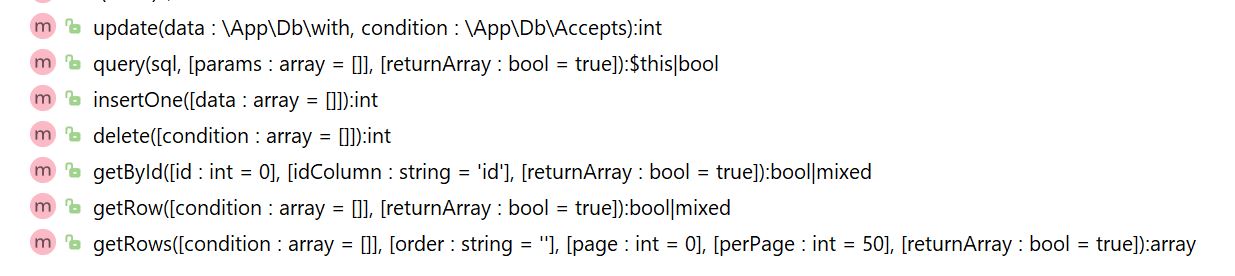 m update(data : \App\Db\with, condition : \App\Db\Accepts):int
m query(sql, [params : array = []], [returnArray : bool = true]):$this|bool
m insertOne([data : array = []]):int
m delete([condition : array = []]):int
m getById([id : int = 0], [idColumn : string = 'id'], [returnArray : bool = true]):bool|mixed
m getRow([condition : array = []], [returnArray : bool = true]):bool|mixed
m getRows([condition : array = []], [order : string = ''], [page : int = 0], [perPage : int = 50], [returnArray : bool = true]):array